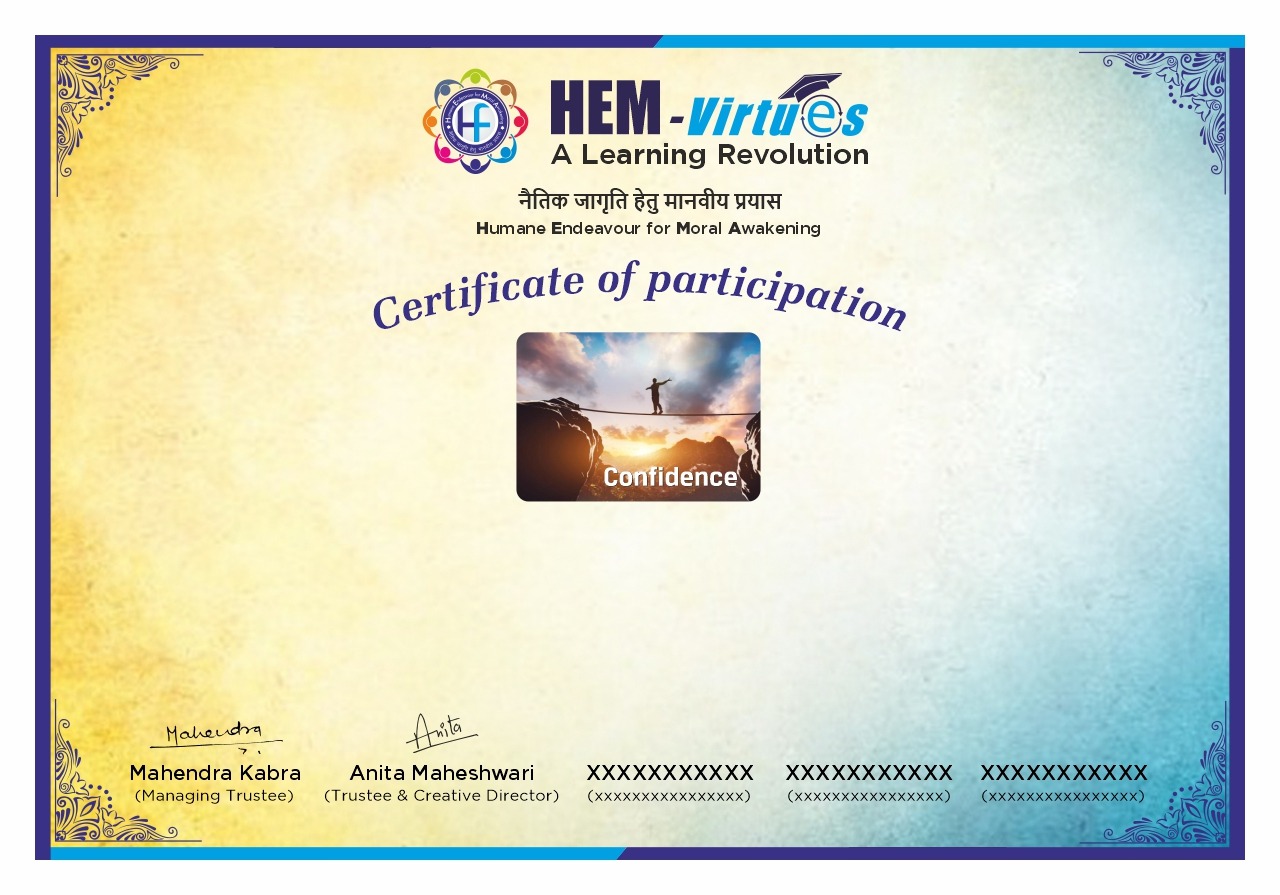 HEM - Virtues
A Learning Revolution
नैतिक जागृति हेतु मानवीय प्रयास
Humane Endeavour for Moral Awakening
Certificate of participation
Confidence
Mahendra
Anita
Mahendra Kabra
(Managing Trustee)
Anita Maheshwari
(Trustee & Creative Director)
XXXXXXXXXXX
(xxxxxxxxxxxxxxxx)
XXXXXXXXXXX
(xxxxxxxxxxxxxxxx)
XXXXXXXXXXX
(xxxxxxxxxxxxxxxx)